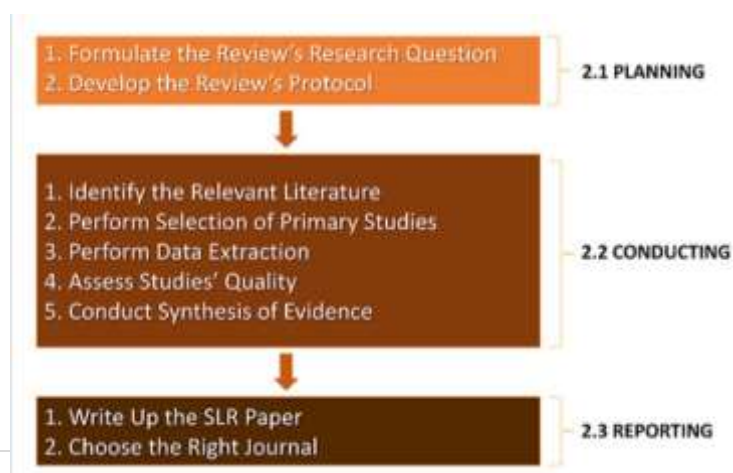 1. Formulate the Review's Research Question
2. Develop the Review's Protocol
2.1 PLANNING
1. Identify the Relevant Literature
2. Perform Selection of Primary Studies
3. Perform Data Extraction
4. Assess Studies' Quality
5. Conduct Synthesis of Evidence
2.2 CONDUCTING
1. Write Up the SLR Paper
2. Choose the Right Journal
2.3 REPORTING